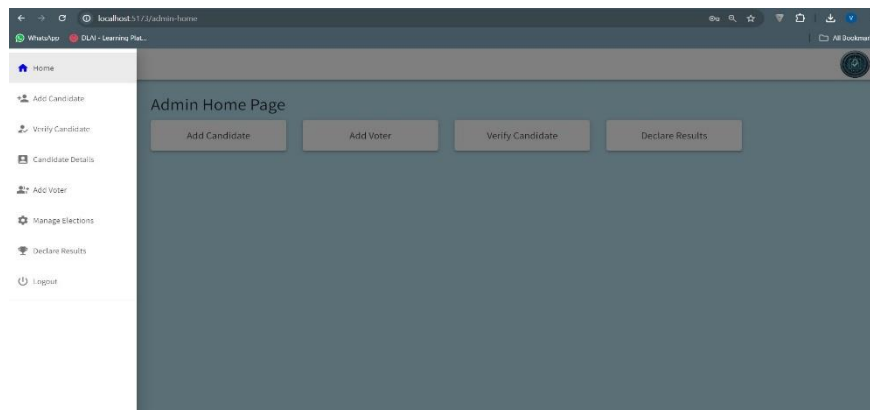 localhost:5173/admin-home
WhatsApp DLAI - Learning Plat...
All Bookmar
Home
Add Candidate
Verify Candidate
Candidate Details
Add Voter
Manage Elections
Declare Results
Logout
Admin Home Page
Add Candidate Add Voter Verify Candidate Declare Results